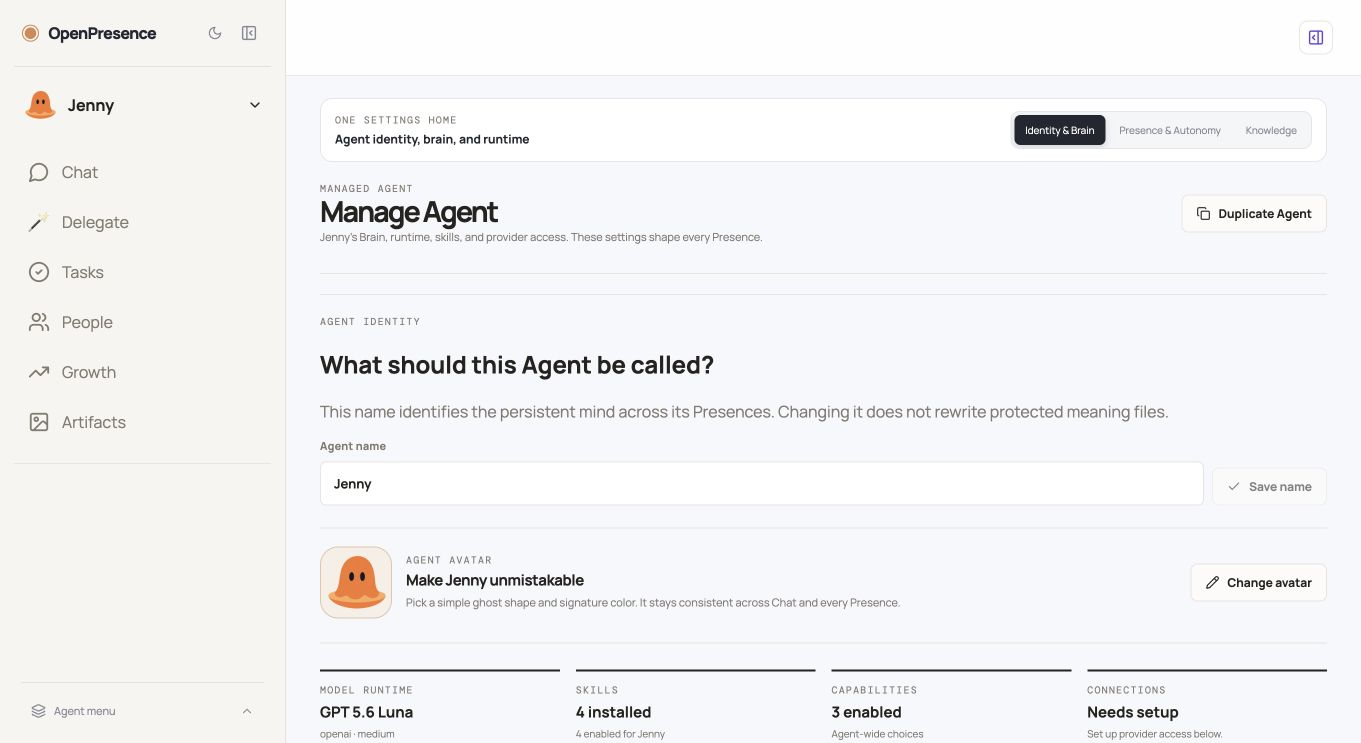 OpenPresence
Jenny
Chat
Delegate
Tasks
People
Growth
Artifacts
Agent menu
ONE SETTINGS HOME
Agent identity, brain, and runtime
Identity & Brain
Presence & Autonomy
Knowledge
MANAGED AGENT
Manage Agent
Jenny's Brain, runtime, skills, and provider access. These settings shape every Presence.
Duplicate Agent
AGENT IDENTITY
What should this Agent be called?
This name identifies the persistent mind across its Presences. Changing it does not rewrite protected meaning files.
Agent name
Jenny
Save name
AGENT AVATAR
Make Jenny unmistakable
Pick a simple ghost shape and signature color. It stays consistent across Chat and every Presence.
Change avatar
MODEL RUNTIME
GPT 5.6 Luna
openai · medium
SKILLS
4 installed
4 enabled for Jenny
CAPABILITIES
3 enabled
Agent-wide choices
CONNECTIONS
Needs setup
Set up provider access below.